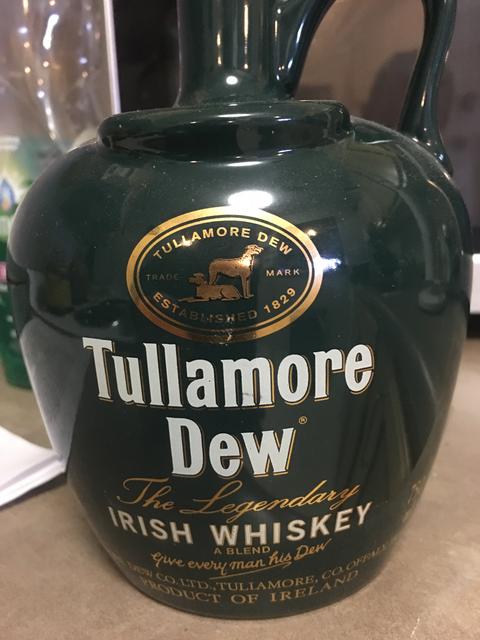 TULLAMORE DEW
TRADE MARK
ESTABLISHED 1829
Tullamore
Dew®
The Legendary
IRISH WHISKEY
A BLEND
Give every man his Dew
DEW CO. LTD., TULLAMORE, CO. OFFALY
PRODUCT OF IRELAND